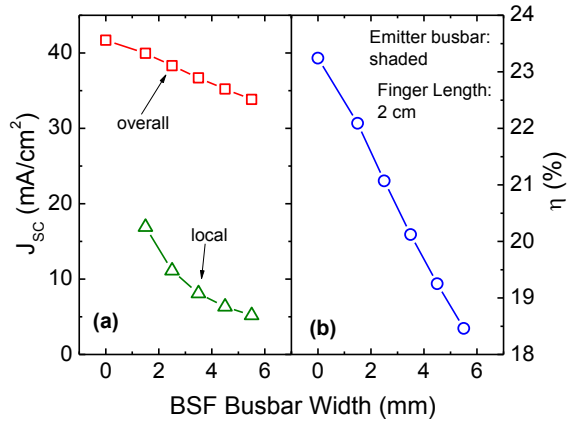 40
30
20
10
0
J_SC (mA/cm²)
overall
local
(a)
0 2 4 6
Emitter busbar:
shaded
Finger Length:
2 cm
(b)
0 2 4 6
24
23
22
21
20
19
18
η (%)
BSF Busbar Width (mm)